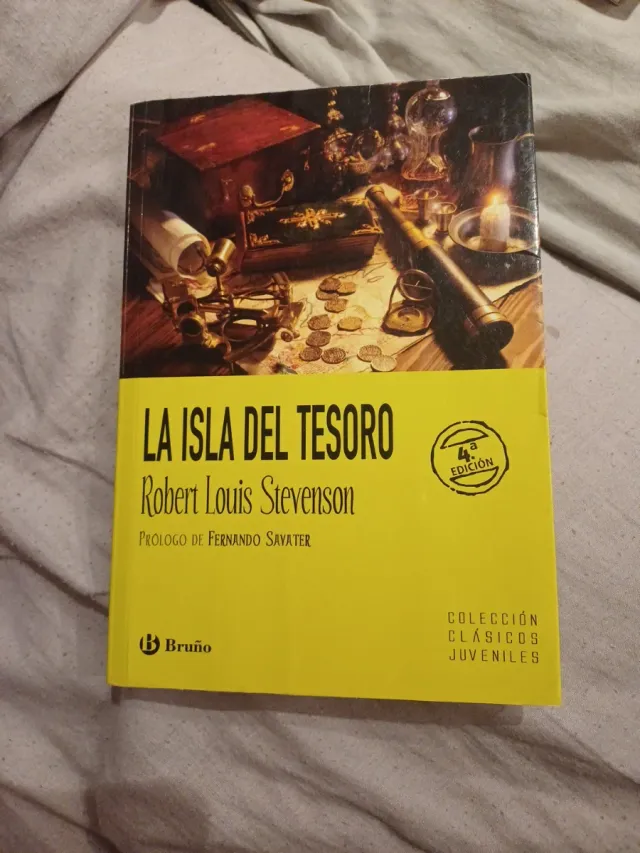 LA ISLA DEL TESORO
Robert Louis Stevenson
PRÓLOGO DE FERNANDO SAVATER
4.ª
EDICIÓN
Bruño
COLECCIÓN
CLÁSICOS
JUVENILES